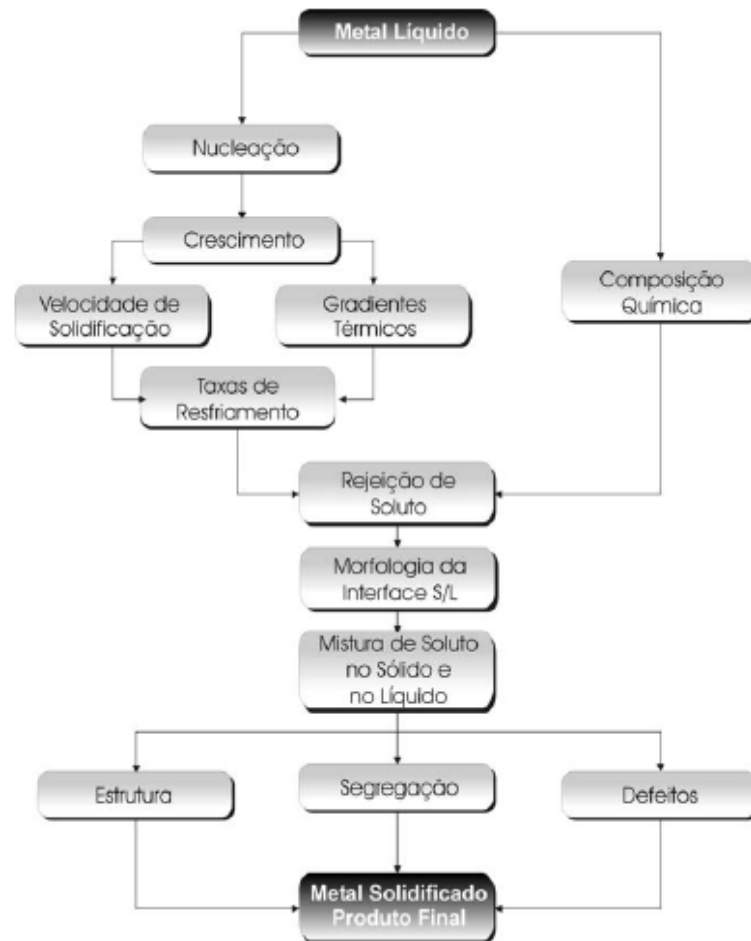 Metal Líquido
Nucleação
Crescimento
Velocidade de
Solidificação
Gradientes
Térmicos
Composição
Química
Taxas de
Resfriamento
Rejeição de
Soluto
Morfologia da
Interface S/L
Mistura de Soluto
no Sólido e
no Líquido
Estrutura
Segregação
Defeitos
Metal Solidificado
Produto Final